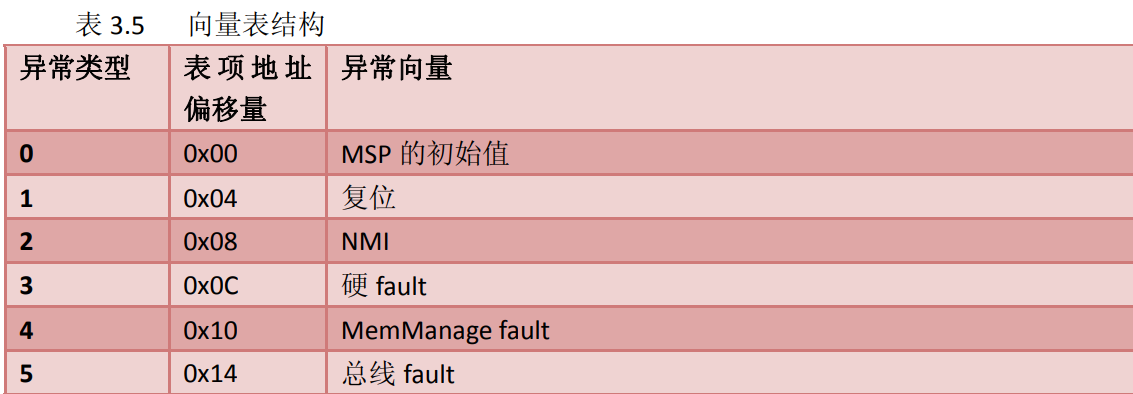 表 3.5 向量表结构
异常类型 表项地址偏移量 异常向量
0 0x00 MSP 的初始值
1 0x04 复位
2 0x08 NMI
3 0x0C 硬 fault
4 0x10 MemManage fault
5 0x14 总线 fault